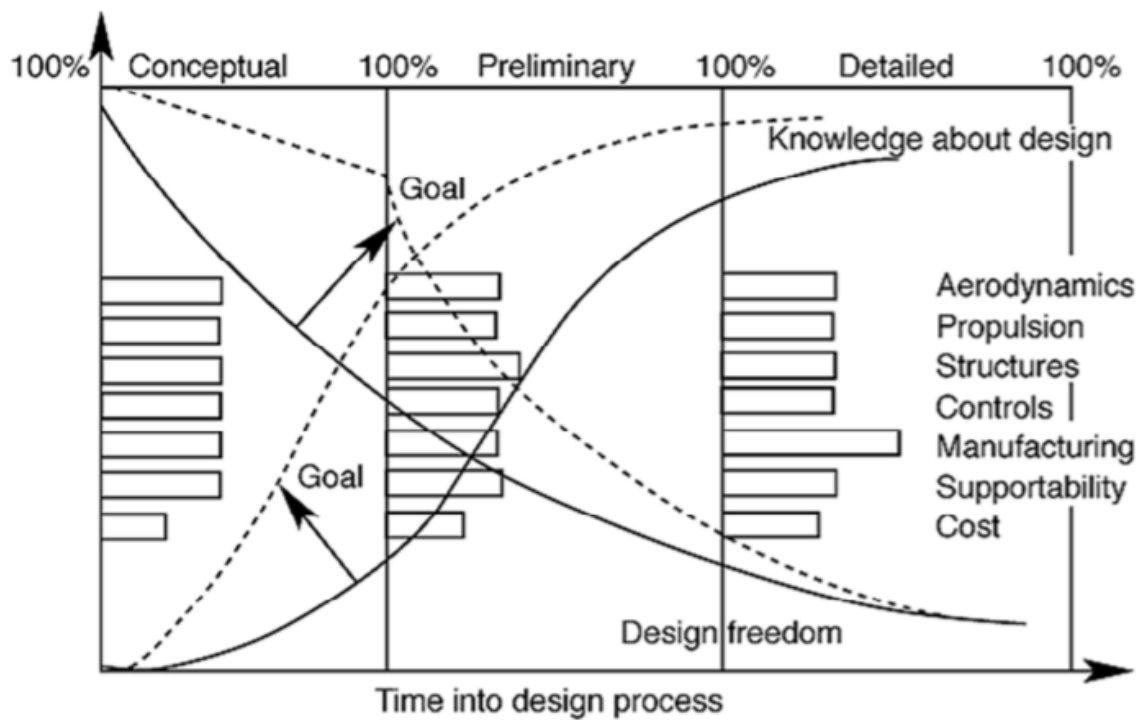 100% Conceptual 100% Preliminary 100% Detailed 100%
Knowledge about design
Goal
Aerodynamics
Propulsion
Structures
Controls
Manufacturing
Goal
Supportability
Cost
Design freedom
Time into design process